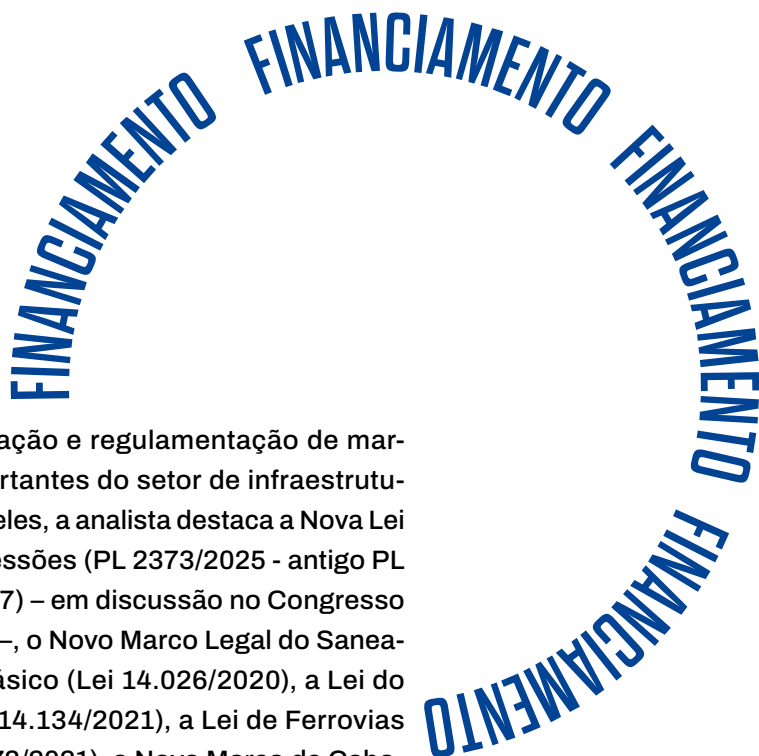 FINANCIAMENTO
FINANCIAMENTO
FINANCIAMENTO
FINANCIAMENTO
ação e regulamentação de mar-
rtantes do setor de infraestrutu-
eles, a analista destaca a Nova Lei
essões (PL 2373/2025 - antigo PL
7) – em discussão no Congresso
–, o Novo Marco Legal do Sanea-
ásico (Lei 14.026/2020), a Lei do
14.134/2021), a Lei de Ferrovias